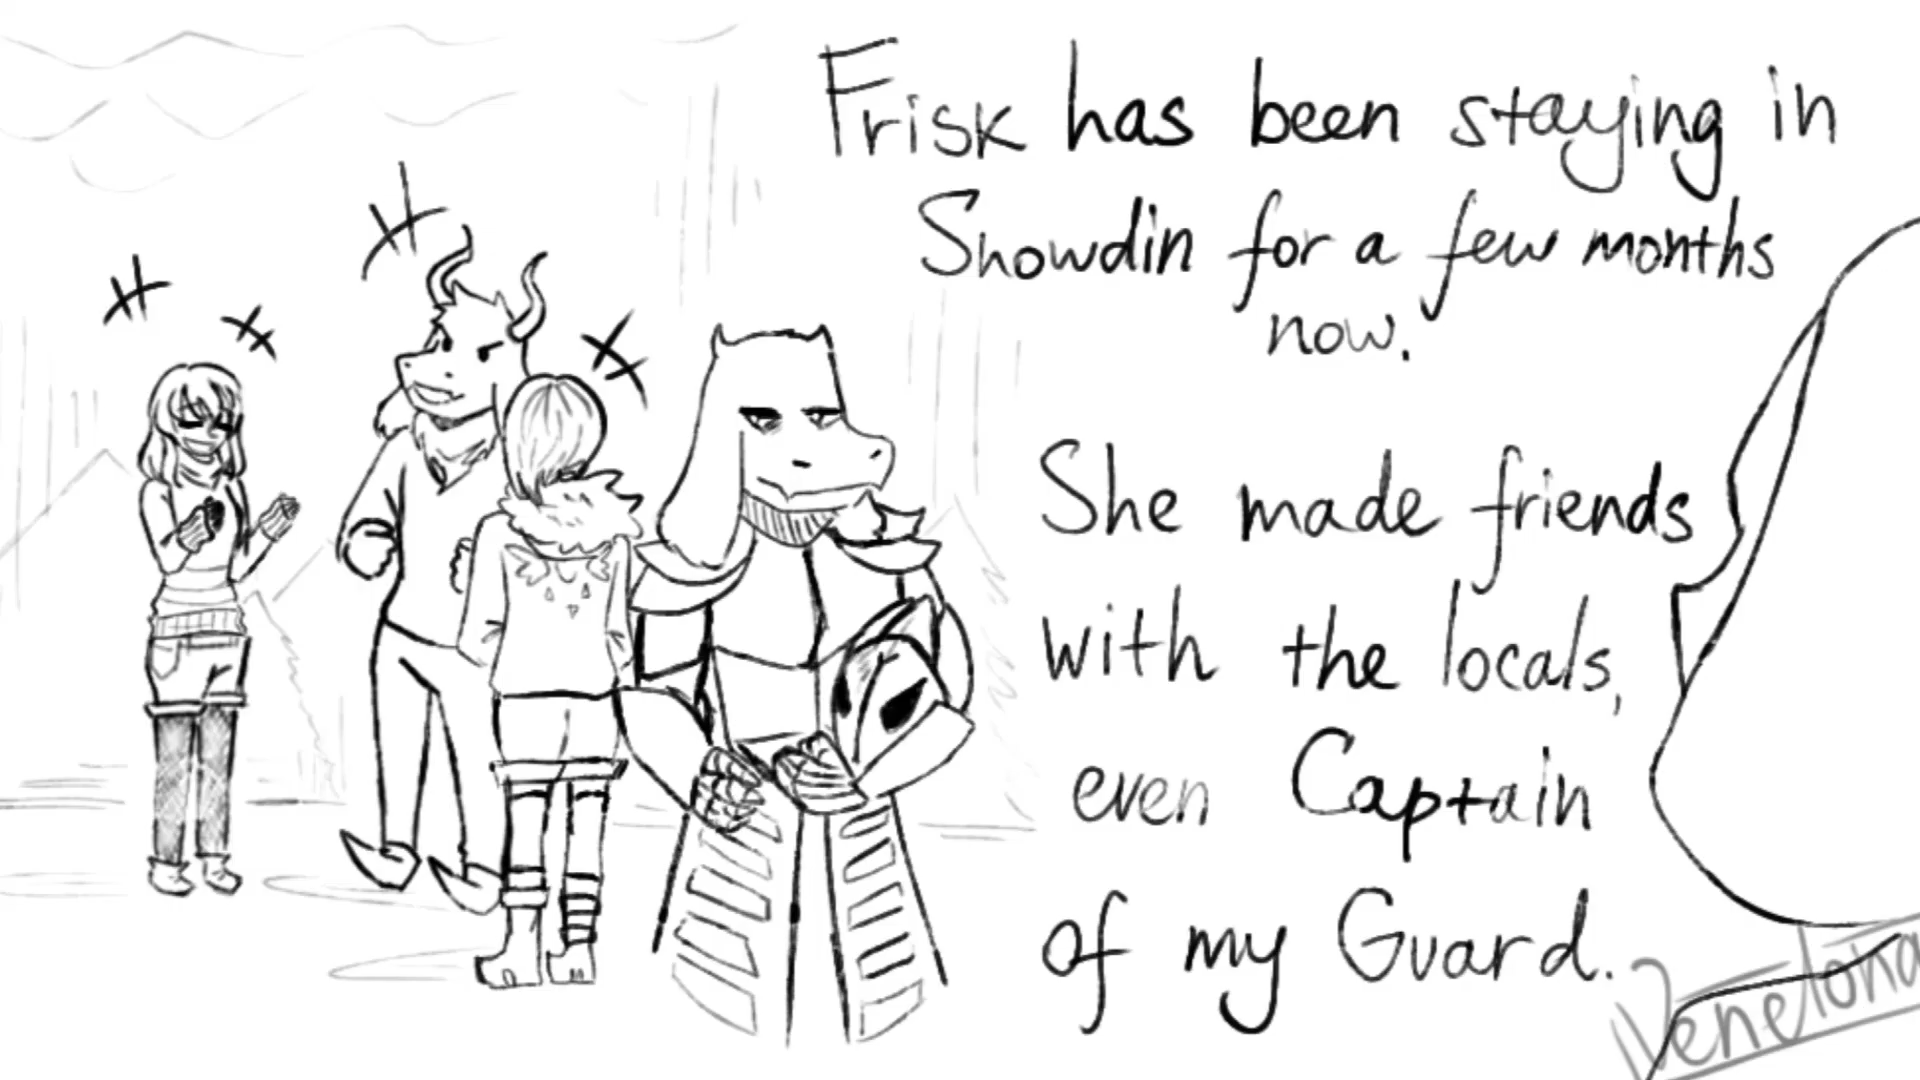 Frisk has been staying in
Snowdin for a few months
now.
She made friends
with the locals,
even Captain
of my Guard.